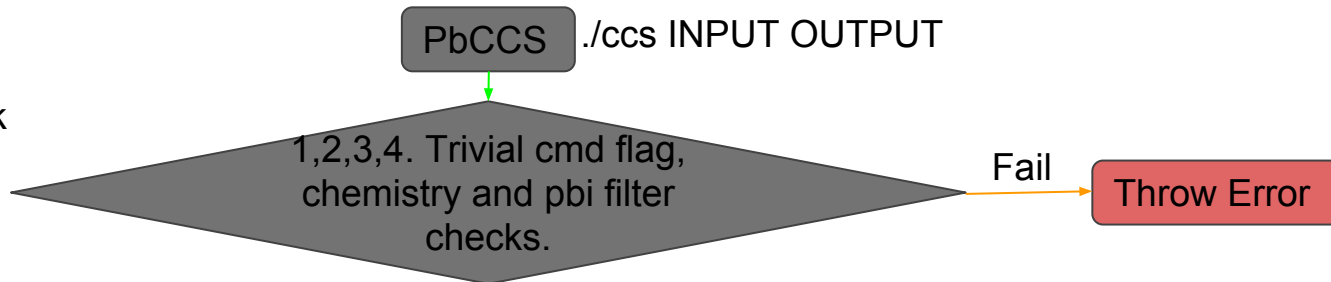 PbCCS ./ccs INPUT OUTPUT
k
1,2,3,4. Trivial cmd flag,
chemistry and pbi filter
checks.
Fail
Throw Error